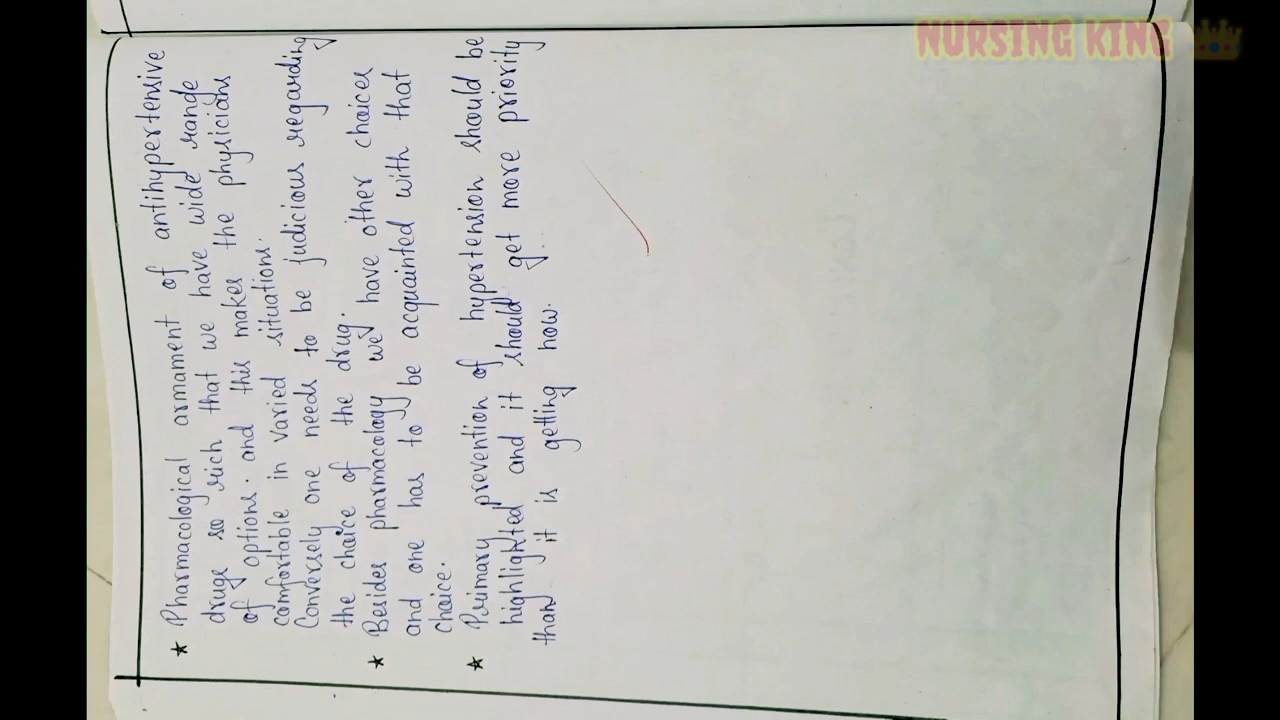 NURSING KING
★ Pharmacological armament of antihypertensive
drugs so rich that we have wide rande
of options. and this makes the physicians
comfortable in varied situations.
Conversely one needs to be judicious regarding
the choice of the drug.
★ Besides pharmacology we have other choices
and one has to be acquainted with that
choice.
★ Primary prevention of hypertension should be
highlighted and it should get more priority
than it is getting now.